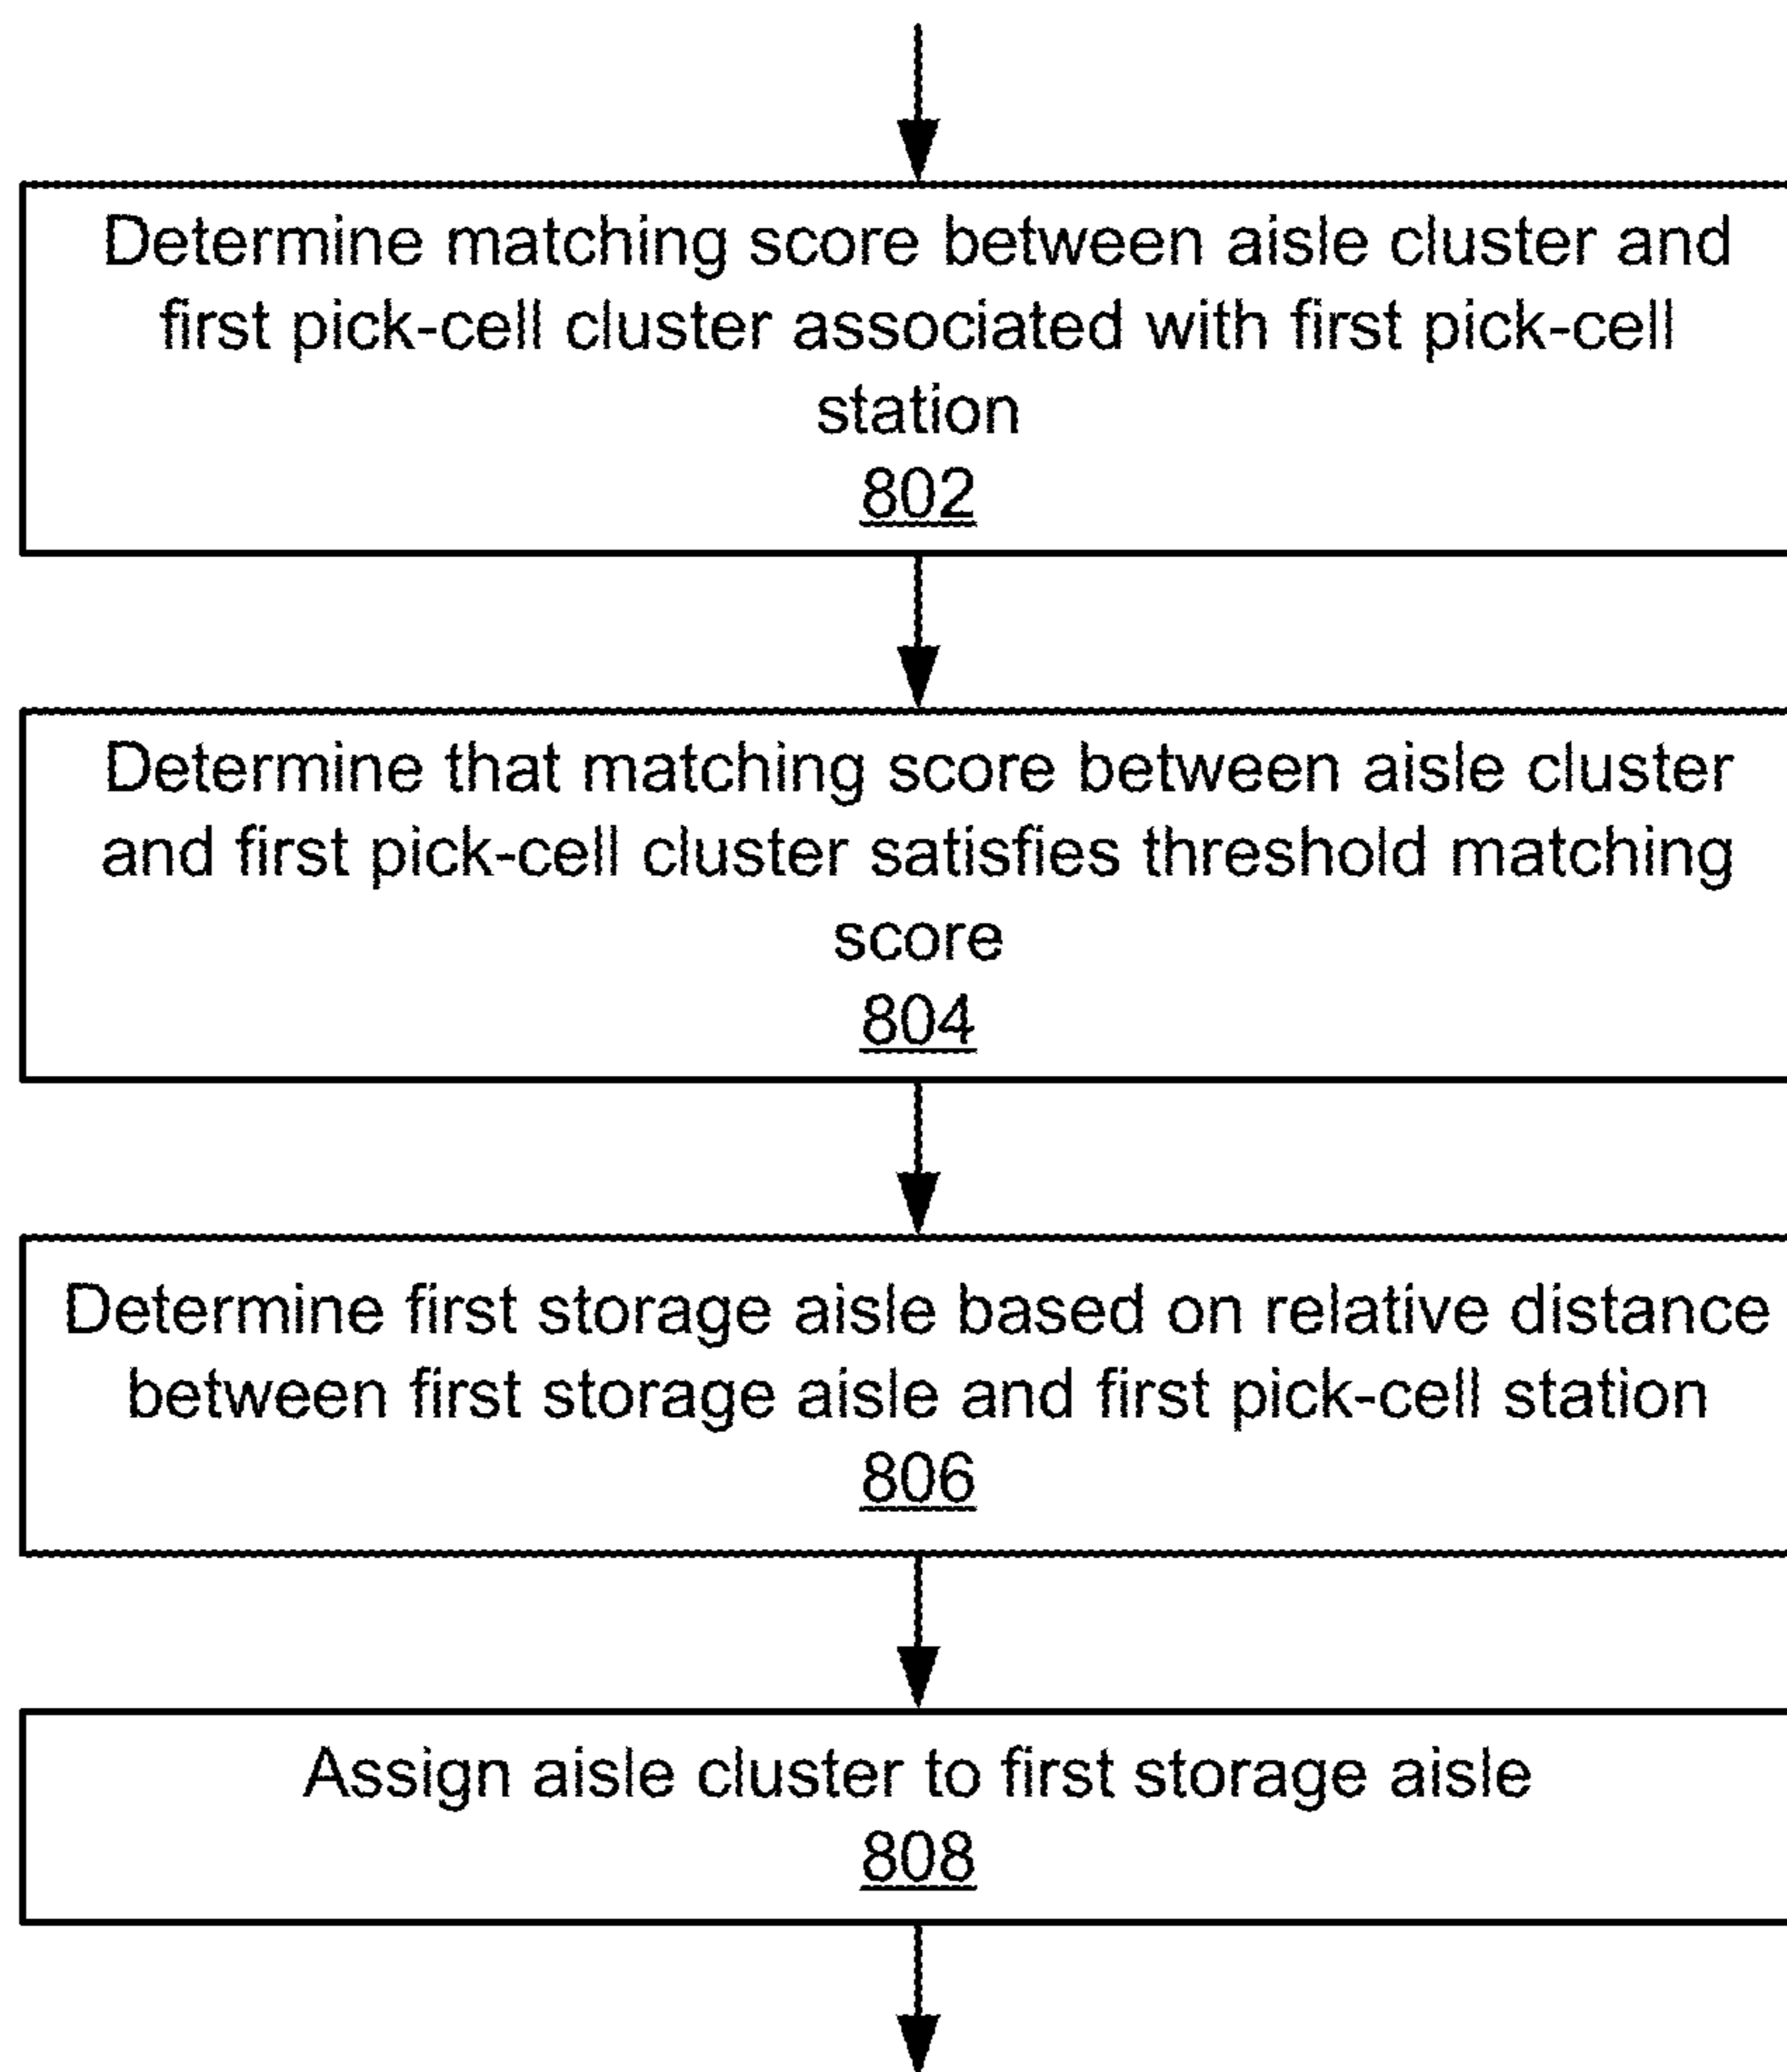 Determine matching score between aisle cluster and
first pick-cell cluster associated with first pick-cell
station
802
Determine that matching score between aisle cluster
and first pick-cell cluster satisfies threshold matching
score
804
Determine first storage aisle based on relative distance
between first storage aisle and first pick-cell station
806
Assign aisle cluster to first storage aisle
808